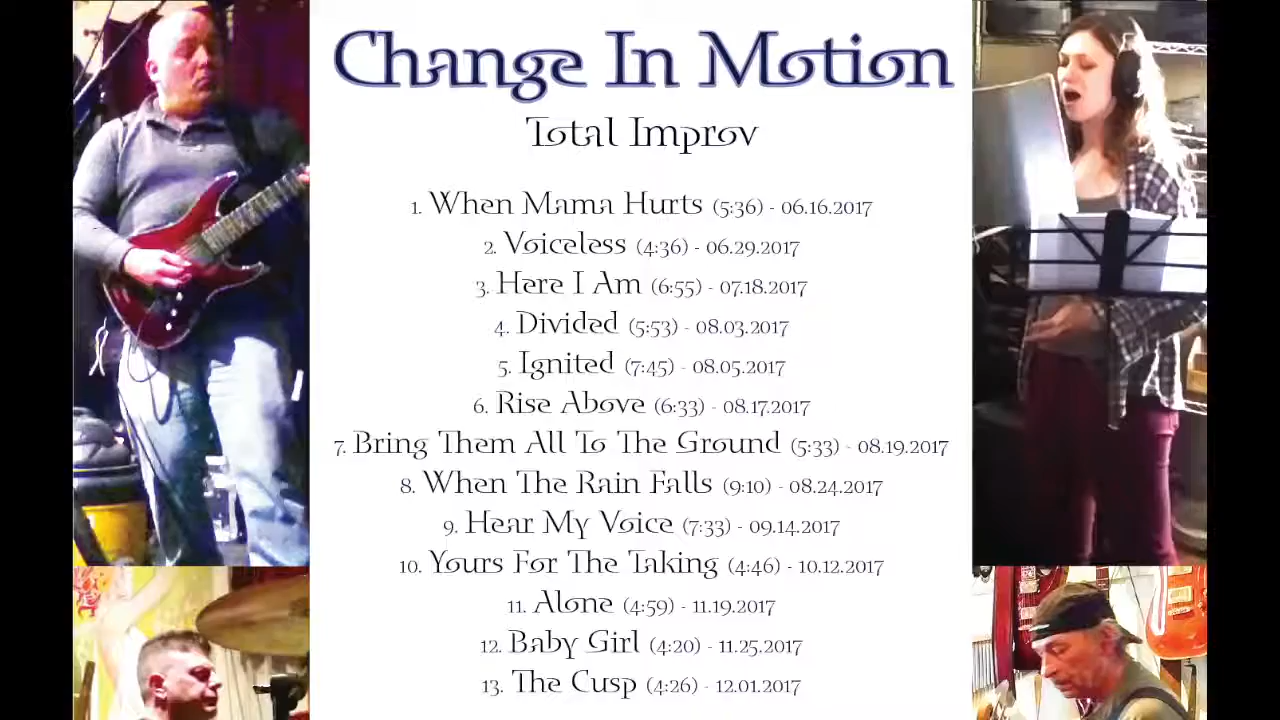 Change In Motion
Total Improv
1. When Mama Hurts (5:36) - 06.16.2017
2. Voiceless (4:36) - 06.29.2017
3. Here I Am (6:55) - 07.18.2017
4. Divided (5:53) - 08.03.2017
5. Ignited (7:45) - 08.05.2017
6. Rise Above (6:33) - 08.17.2017
7. Bring Them All To The Ground (5:33) - 08.19.2017
8. When The Rain Falls (9:10) - 08.24.2017
9. Hear My Voice (7:33) - 09.14.2017
10. Yours For The Taking (4:46) - 10.12.2017
11. Alone (4:59) - 11.19.2017
12. Baby Girl (4:20) - 11.25.2017
13. The Cusp (4:26) - 12.01.2017